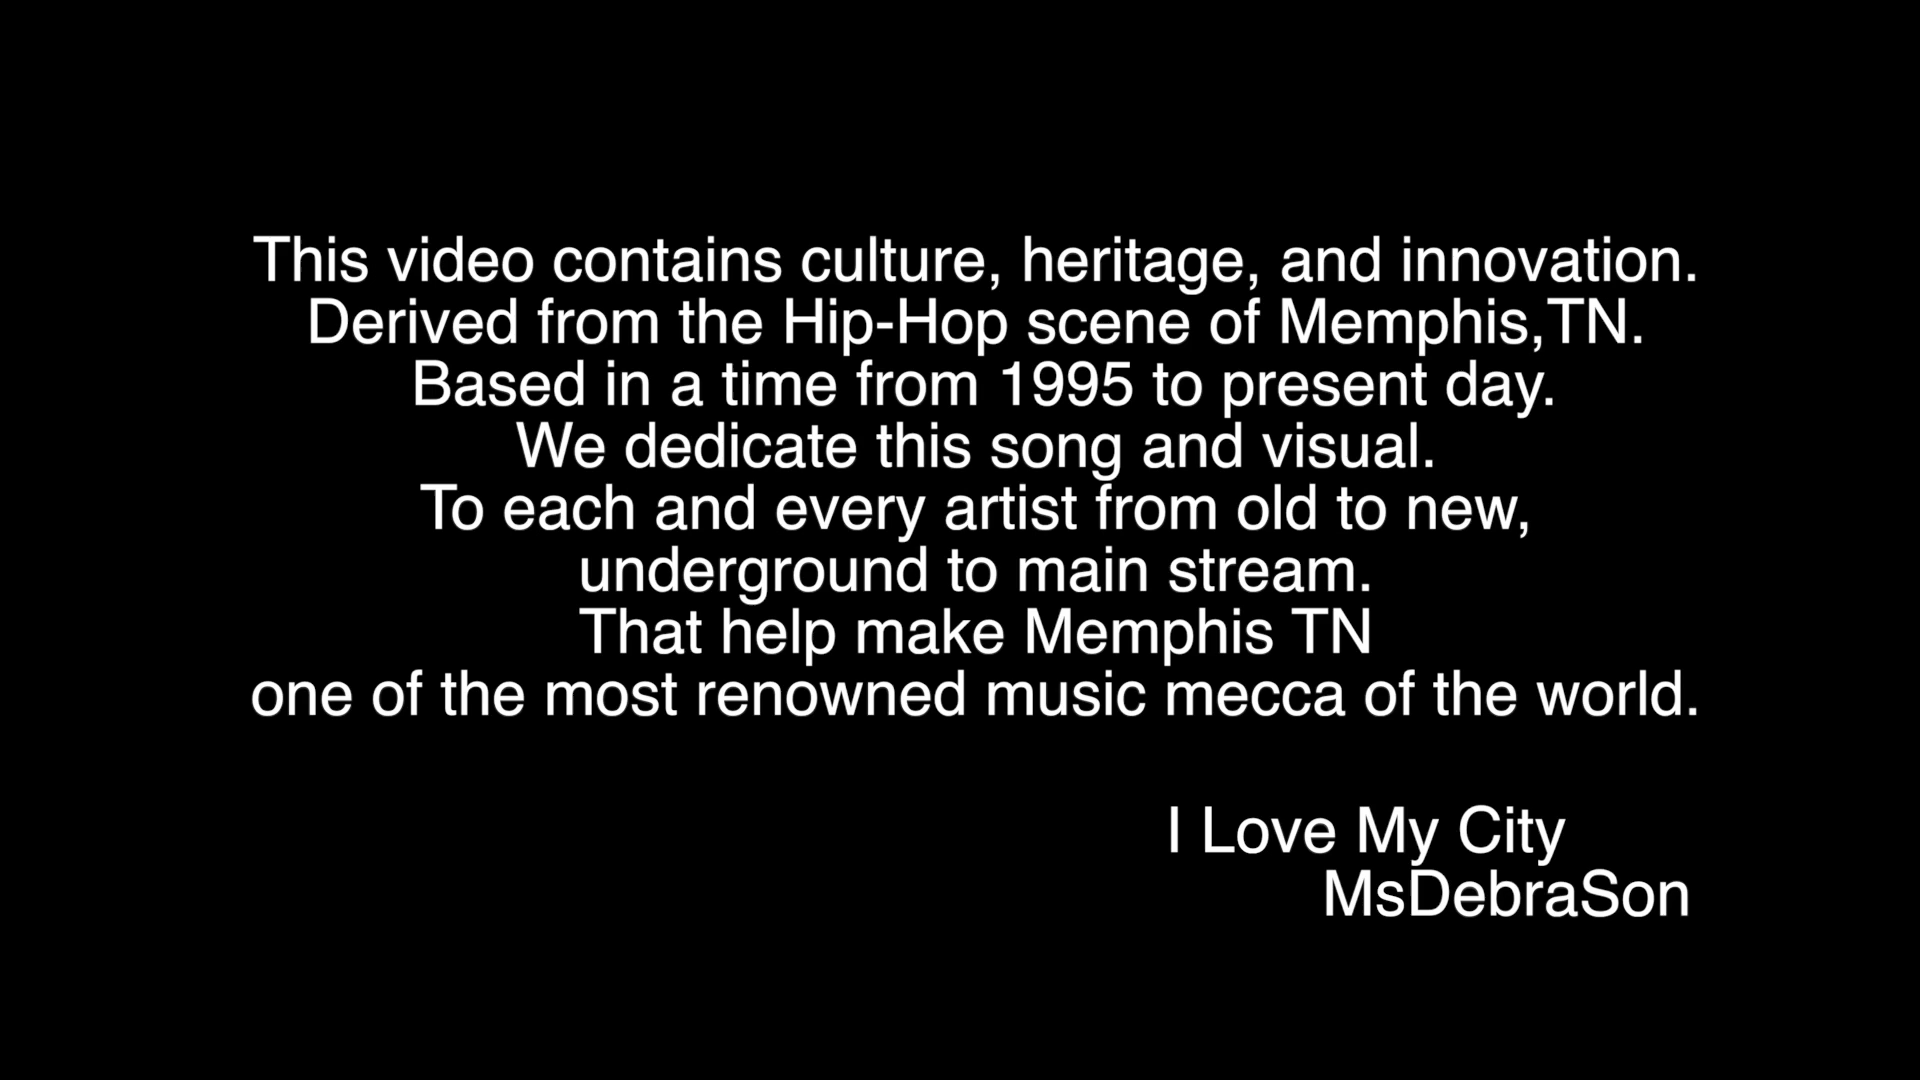 This video contains culture, heritage, and innovation.
Derived from the Hip-Hop scene of Memphis,TN.
Based in a time from 1995 to present day.
We dedicate this song and visual.
To each and every artist from old to new,
underground to main stream.
That help make Memphis TN
one of the most renowned music mecca of the world.
I Love My City
MsDebraSon